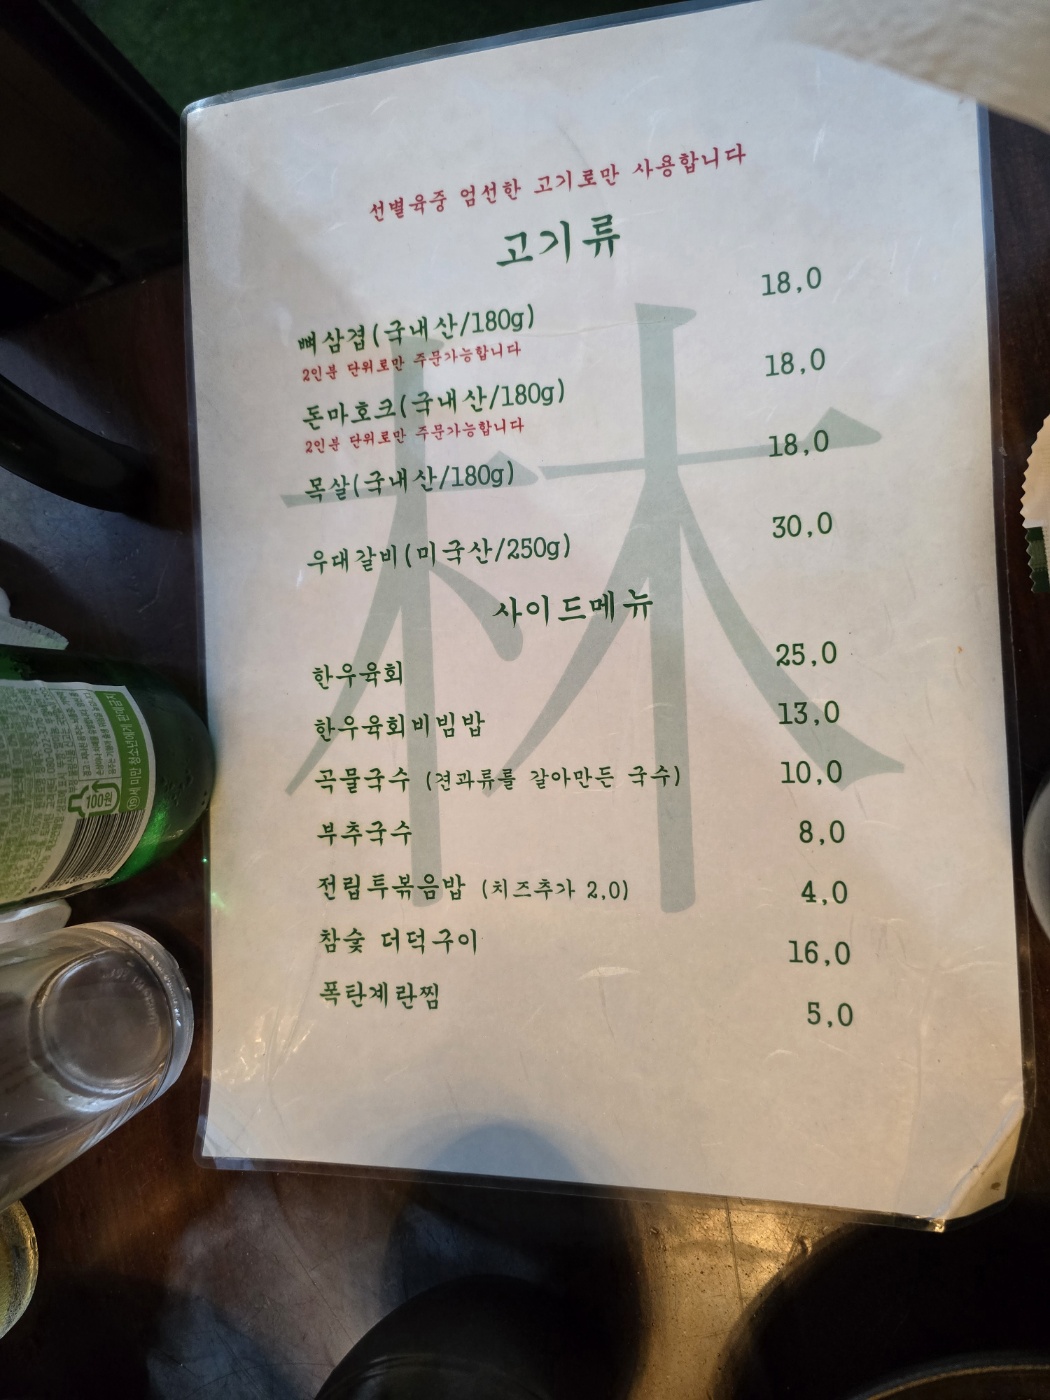 선별육중 엄선한 고기로만 사용합니다
고기류
뼈삼겹(국내산/180g) 18,0
2인분 단위로만 주문가능합니다
돈마호크(국내산/180g) 18,0
2인분 단위로만 주문가능합니다
목살(국내산/180g) 18,0
우대갈비(미국산/250g) 30,0
사이드메뉴
한우육회 25,0
한우육회비빔밥 13,0
곡물국수 (견과류를 갈아만든 국수) 10,0
부추국수 8,0
전립투볶음밥 (치즈추가 2,0) 4,0
참숯 더덕구이 16,0
폭탄계란찜 5,0
林
100원